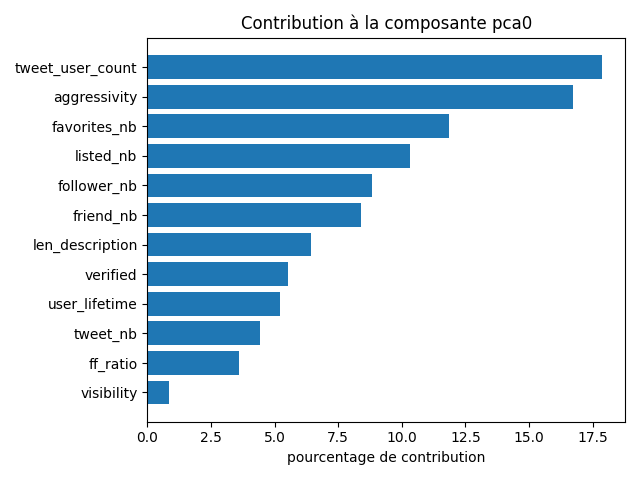 Contribution à la composante pca0
tweet_user_count
aggressivity
favorites_nb
listed_nb
follower_nb
friend_nb
len_description
verified
user_lifetime
tweet_nb
ff_ratio
visibility
0.0 2.5 5.0 7.5 10.0 12.5 15.0 17.5
pourcentage de contribution